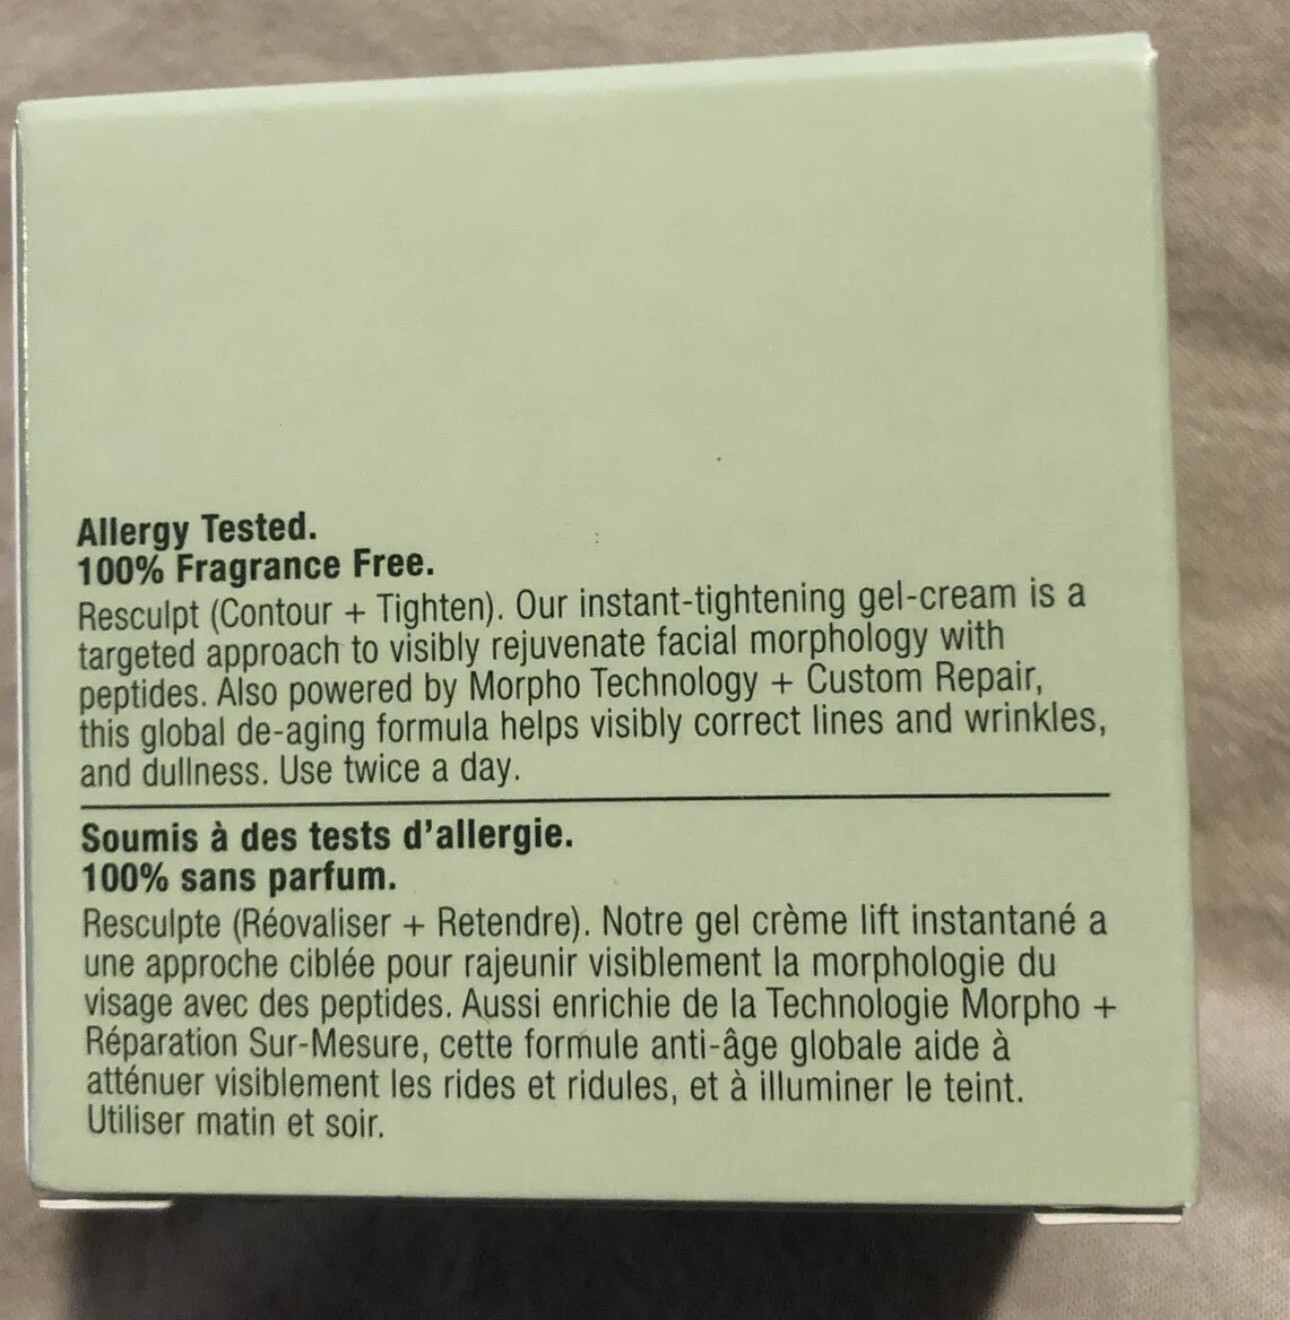 Allergy Tested.
100% Fragrance Free.
Resculpt (Contour + Tighten). Our instant-tightening gel-cream is a
targeted approach to visibly rejuvenate facial morphology with
peptides. Also powered by Morpho Technology + Custom Repair,
this global de-aging formula helps visibly correct lines and wrinkles,
and dullness. Use twice a day.
Soumis à des tests d'allergie.
100% sans parfum.
Resculpte (Réovaliser + Retendre). Notre gel crème lift instantané a
une approche ciblée pour rajeunir visiblement la morphologie du
visage avec des peptides. Aussi enrichie de la Technologie Morpho +
Réparation Sur-Mesure, cette formule anti-âge globale aide à
atténuer visiblement les rides et ridules, et à illuminer le teint.
Utiliser matin et soir.